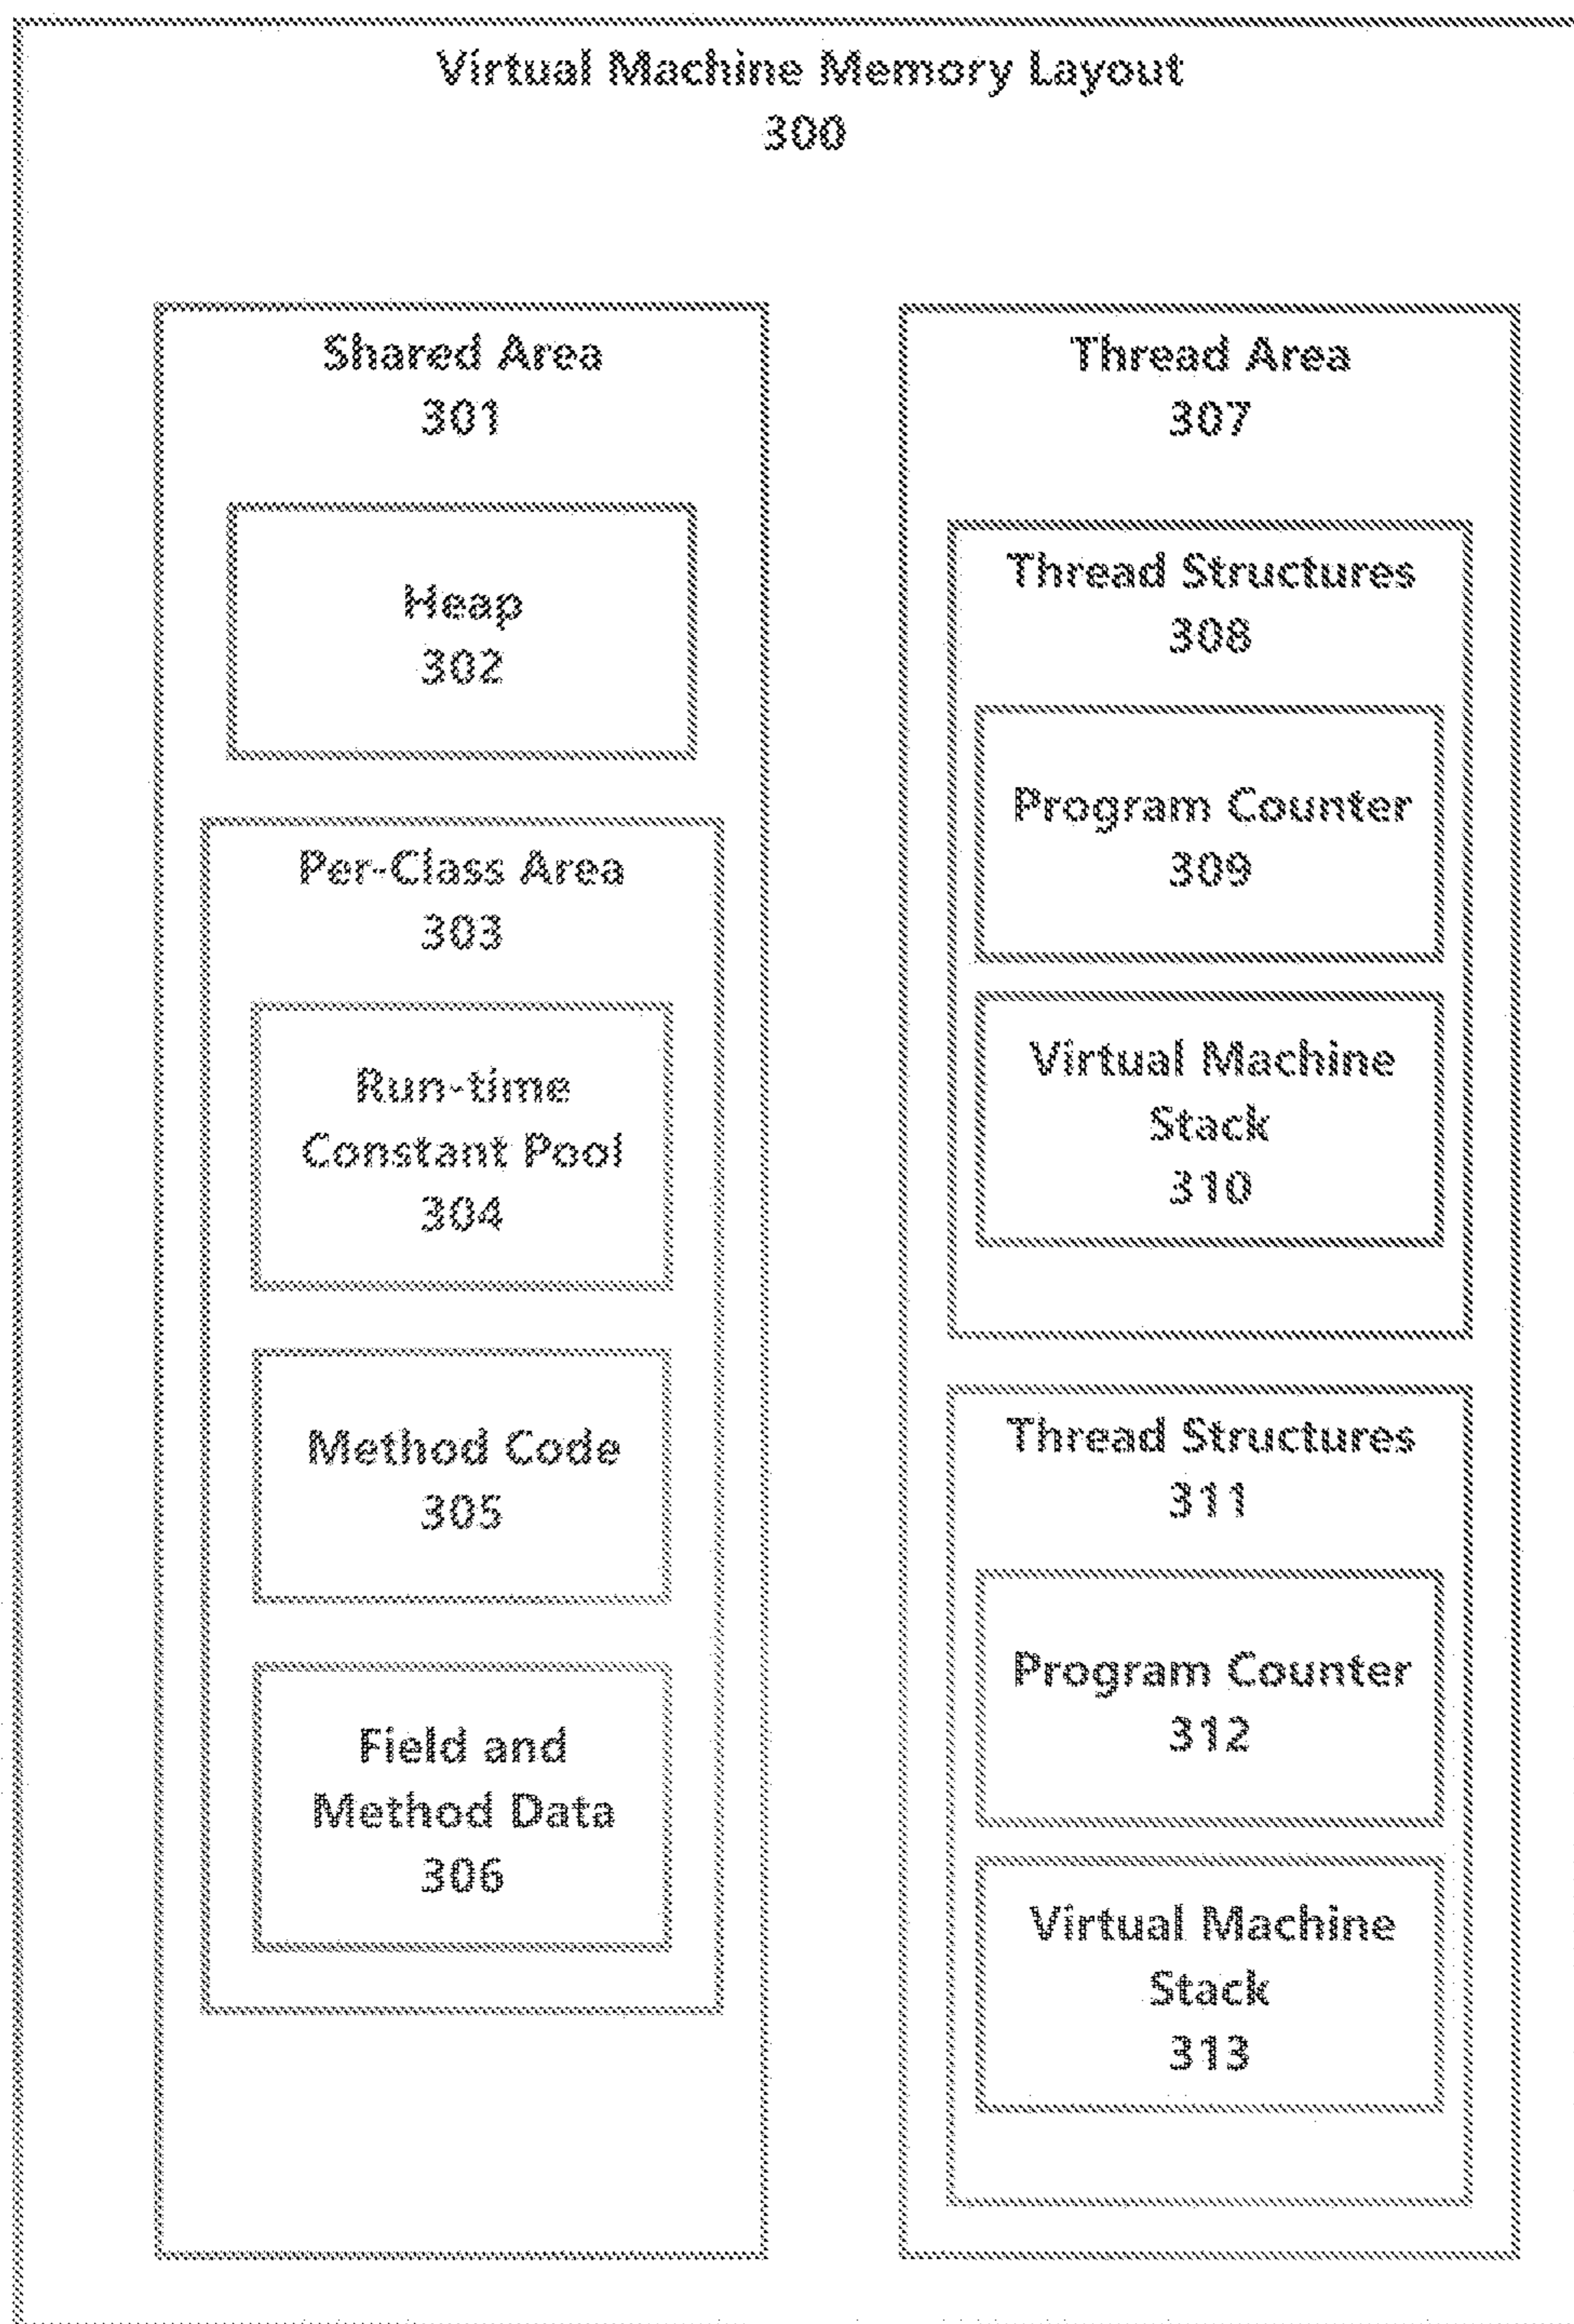 Virtual Machine Memory Layout
300
Shared Area
301
Heap
302
Per-Class Area
303
Run-time
Constant Pool
304
Method Code
305
Field and
Method Data
306
Thread Area
307
Thread Structures
308
Program Counter
309
Virtual Machine
Stack
310
Thread Structures
311
Program Counter
312
Virtual Machine
Stack
313